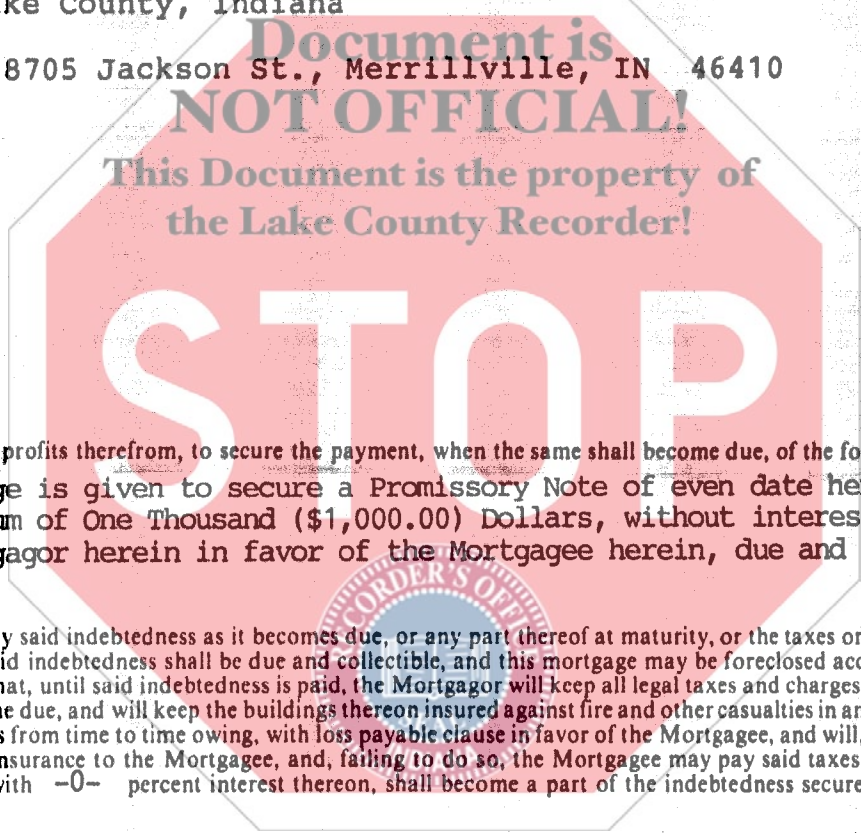 ke County, Indiana
Document is
8705 Jackson St., Merrillville, IN 46410
NOT OFFICIAL!
This Document is the property of
the Lake County Recorder!
STOP
profits therefrom, to secure the payment, when the same shall become due, of the fo
ge is given to secure a Promissory Note of even date he
um of One Thousand ($1,000.00) Dollars, without interes
gagor herein in favor of the Mortgagee herein, due and
RECORDER'S OFFICE
y said indebtedness as it becomes due, or any part thereof at maturity, or the taxes or
id indebtedness shall be due and collectible, and this mortgage may be foreclosed acc
hat, until said indebtedness is paid, the Mortgagor will keep all legal taxes and charges
e due, and will keep the buildings thereon insured against fire and other casualties in an
s from time to time owing, with loss payable clause in favor of the Mortgagee, and will,
SEAL
nsurance to the Mortgagee, and, failing to do so, the Mortgagee may pay said taxes
INDIANA
with -0- percent interest thereon, shall become a part of the indebtedness secure